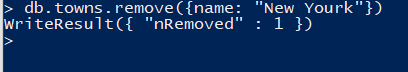 > db.towns.remove({name: "New Yourk"})
WriteResult({ "nRemoved" : 1 })
>